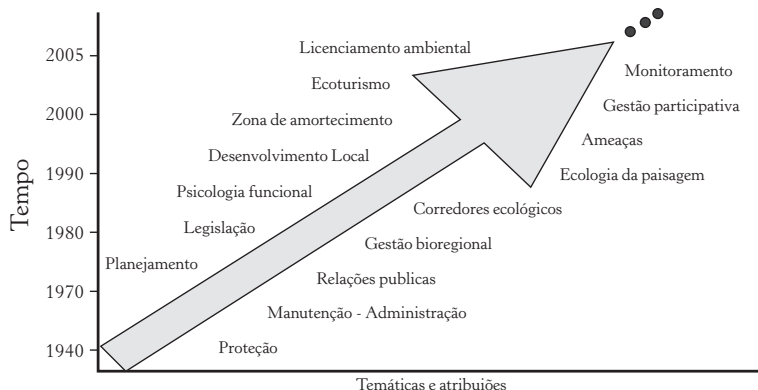 Tempo
2005
2000
1990
1980
1970
1940
Licenciamento ambiental
Ecoturismo
Zona de amortecimento
Desenvolvimento Local
Psicologia funcional
Legislação
Planejamento
Monitoramento
Gestão participativa
Ameaças
Ecologia da paisagem
Corredores ecológicos
Gestão bioregional
Relações publicas
Manutenção - Administração
Proteção
Temáticas e atribuiões